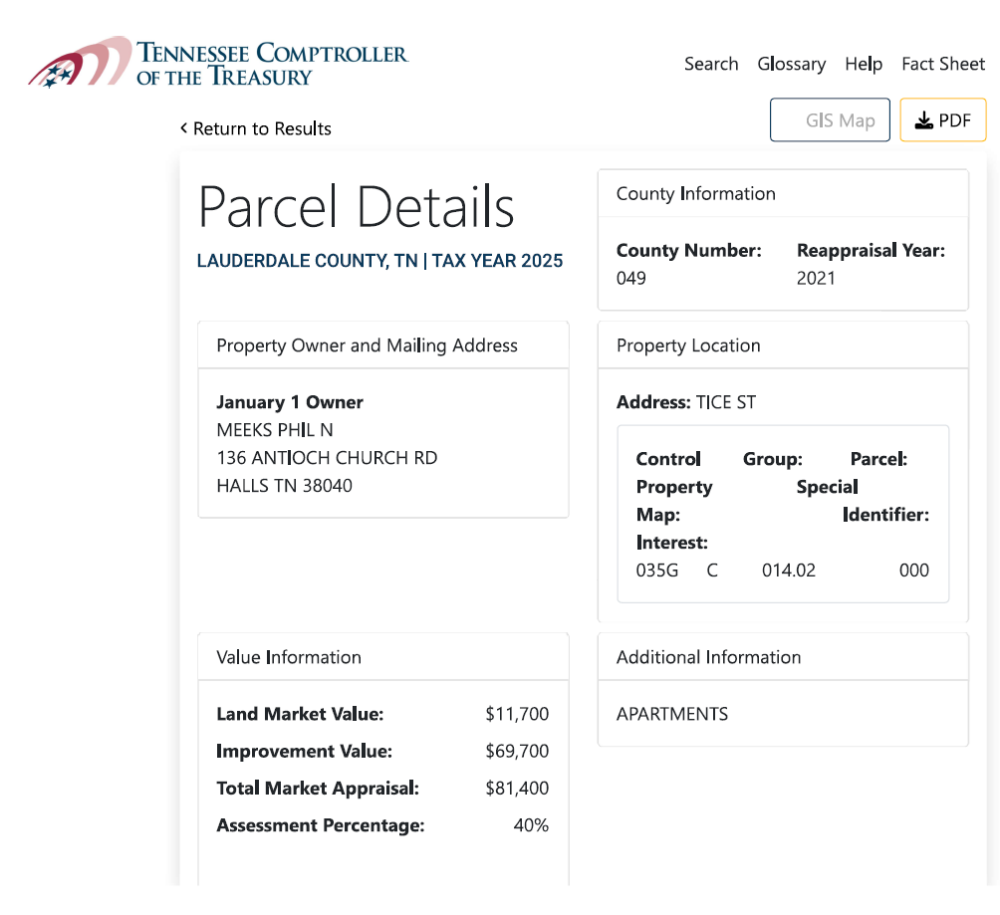 TENNESSEE COMPTROLLER
OF THE TREASURY
Search Glossary Help Fact Sheet
< Return to Results
GIS Map
PDF
Parcel Details
LAUDERDALE COUNTY, TN | TAX YEAR 2025
County Information
County Number: Reappraisal Year:
049 2021
Property Owner and Mailing Address
January 1 Owner
MEEKS PHIL N
136 ANTIOCH CHURCH RD
HALLS TN 38040
Property Location
Address: TICE ST
Control Group: Parcel:
Property Special
Map: Identifier:
Interest:
035G C 014.02 000
Value Information
Land Market Value: $11,700
Improvement Value: $69,700
Total Market Appraisal: $81,400
Assessment Percentage: 40%
Additional Information
APARTMENTS